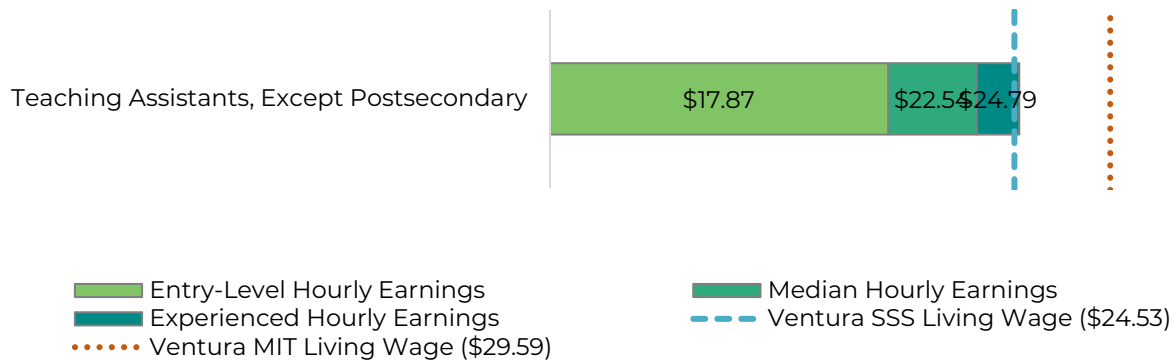 Teaching Assistants, Except Postsecondary $17.87 $22.54 $24.79
Entry-Level Hourly Earnings Median Hourly Earnings
Experienced Hourly Earnings Ventura SSS Living Wage ($24.53)
Ventura MIT Living Wage ($29.59)